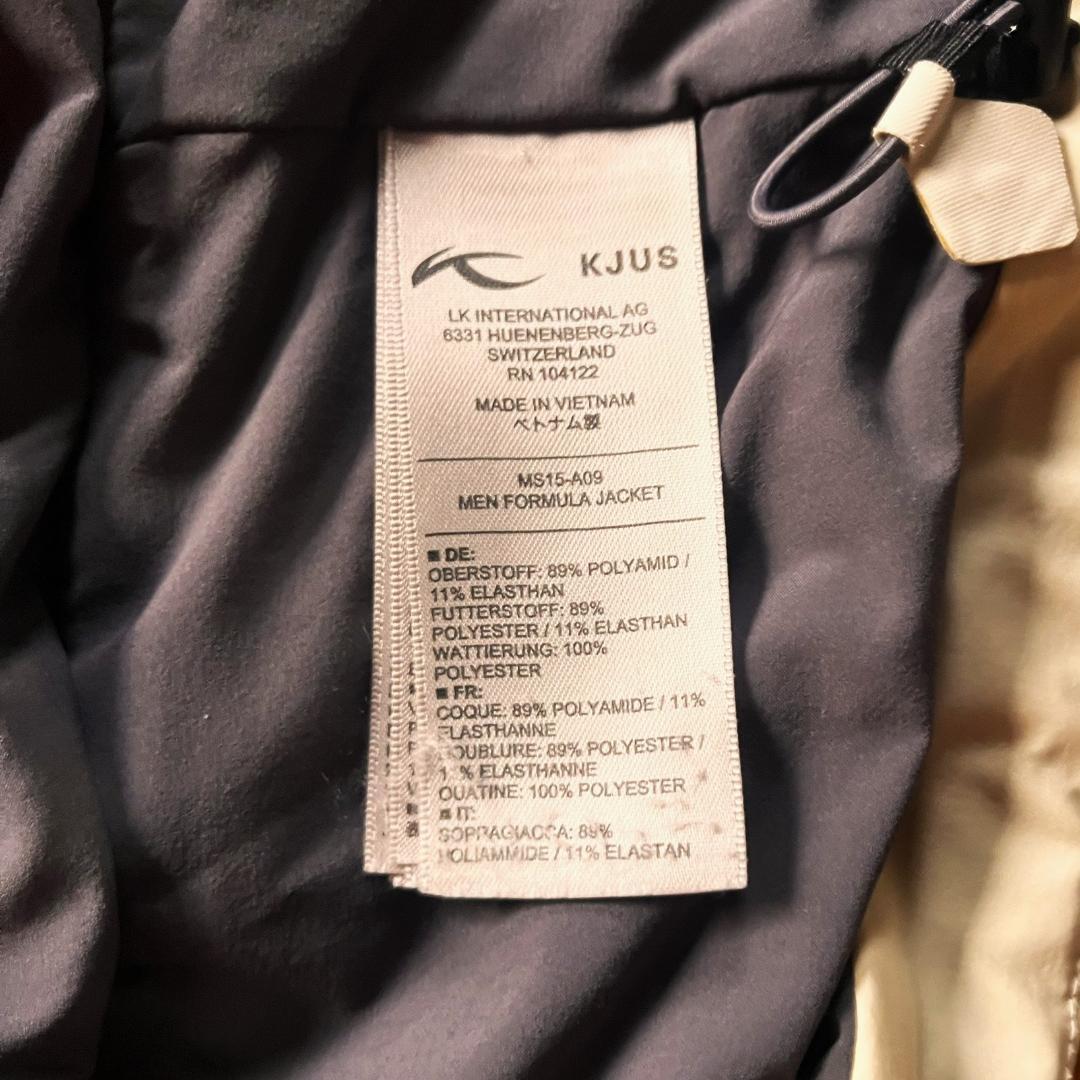 KJUS
LK INTERNATIONAL AG
6331 HUENENBERG-ZUG
SWITZERLAND
RN 104122
MADE IN VIETNAM
ベトナム製
MS15-A09
MEN FORMULA JACKET
■ DE:
OBERSTOFF: 89% POLYAMID /
11% ELASTHAN
FUTTERSTOFF: 89%
POLYESTER / 11% ELASTHAN
WATTIERUNG: 100%
POLYESTER
■ FR:
COQUE: 89% POLYAMIDE / 11%
ELASTHANNE
DOUBLURE: 89% POLYESTER /
% ELASTHANNE
OUATINE: 100% POLYESTER
■ IT:
SOPRAGIACCA: 89%
POLIAMMIDE / 11% ELASTAN